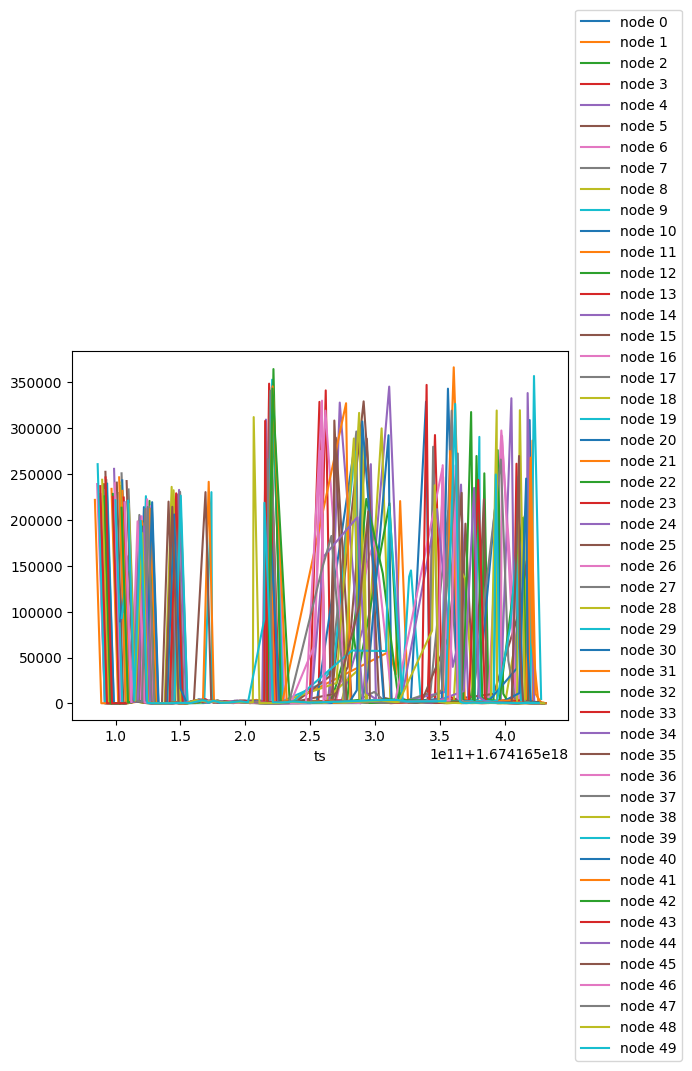 350000
300000
250000
200000
150000
100000
50000
0
1.0 1.5 2.0 2.5 3.0 3.5 4.0
1e11+1.674165e18
ts
node 0
node 1
node 2
node 3
node 4
node 5
node 6
node 7
node 8
node 9
node 10
node 11
node 12
node 13
node 14
node 15
node 16
node 17
node 18
node 19
node 20
node 21
node 22
node 23
node 24
node 25
node 26
node 27
node 28
node 29
node 30
node 31
node 32
node 33
node 34
node 35
node 36
node 37
node 38
node 39
node 40
node 41
node 42
node 43
node 44
node 45
node 46
node 47
node 48
node 49